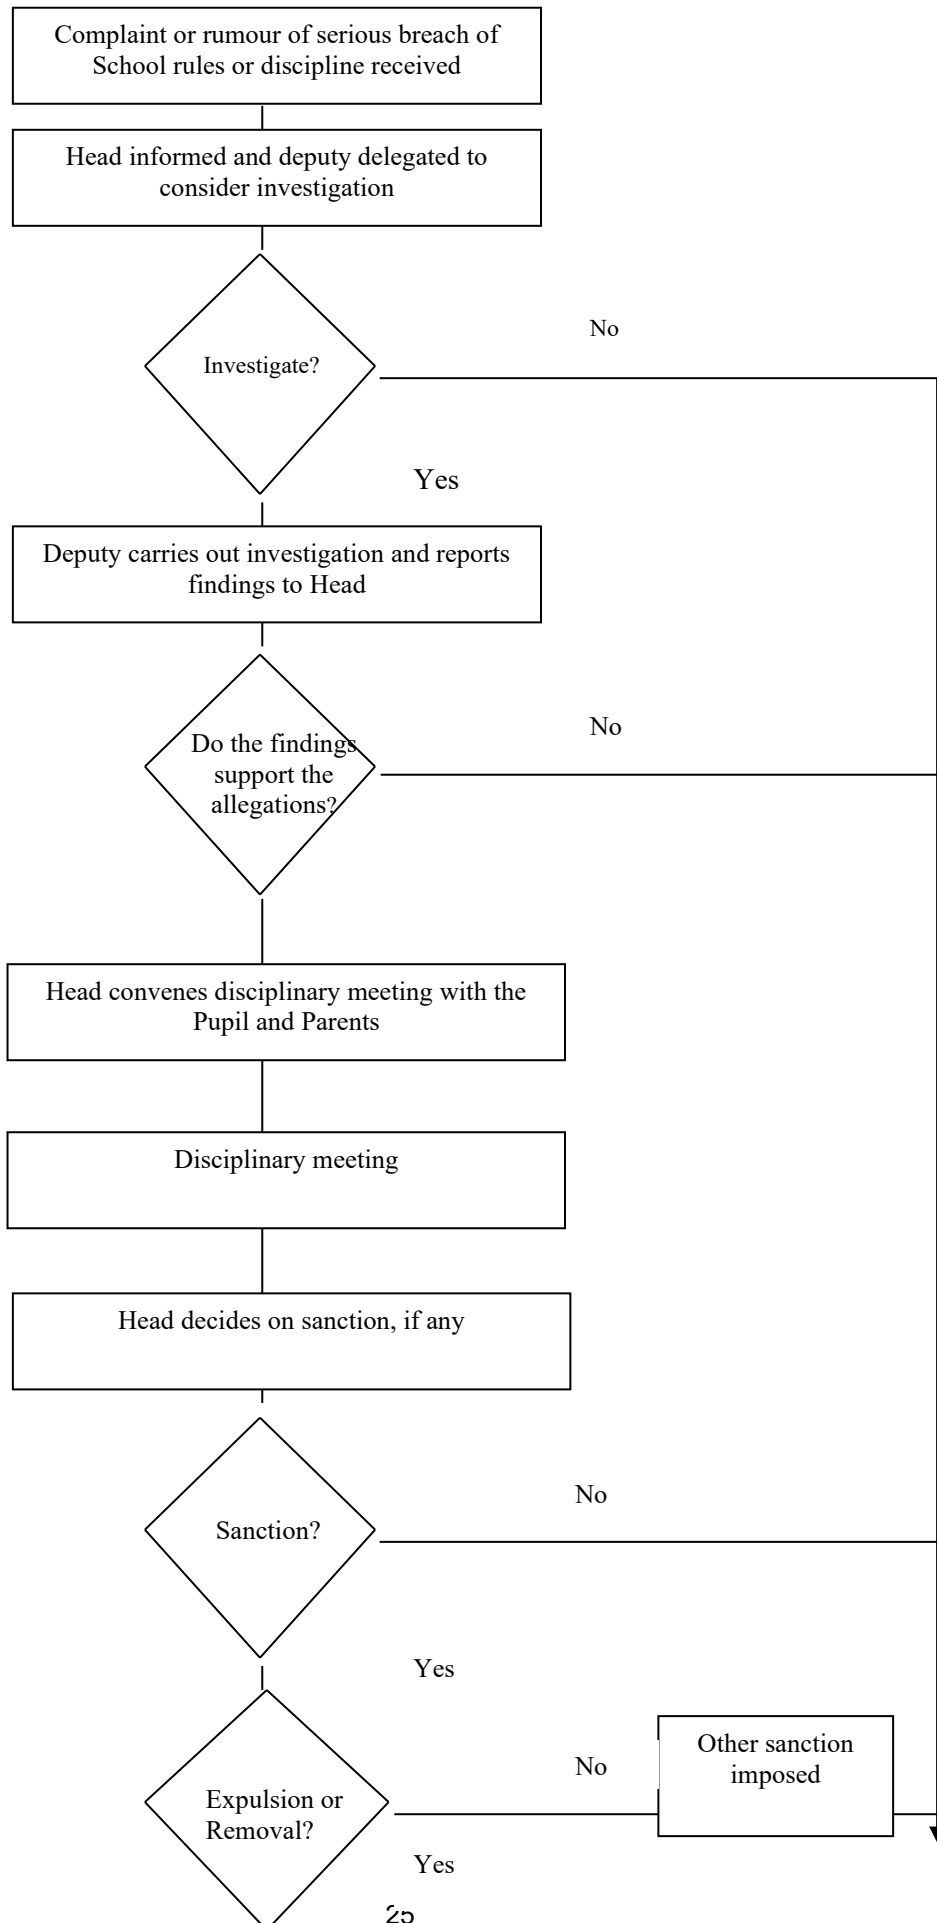 Complaint or rumour of serious breach of
School rules or discipline received
Head informed and deputy delegated to
consider investigation
No
Investigate?
Yes
Deputy carries out investigation and reports
findings to Head
No
Do the findings
support the
allegations?
Head convenes disciplinary meeting with the
Pupil and Parents
Disciplinary meeting
Head decides on sanction, if any
No
Sanction?
Yes
Other sanction
imposed
No
Expulsion or
Removal?
Yes